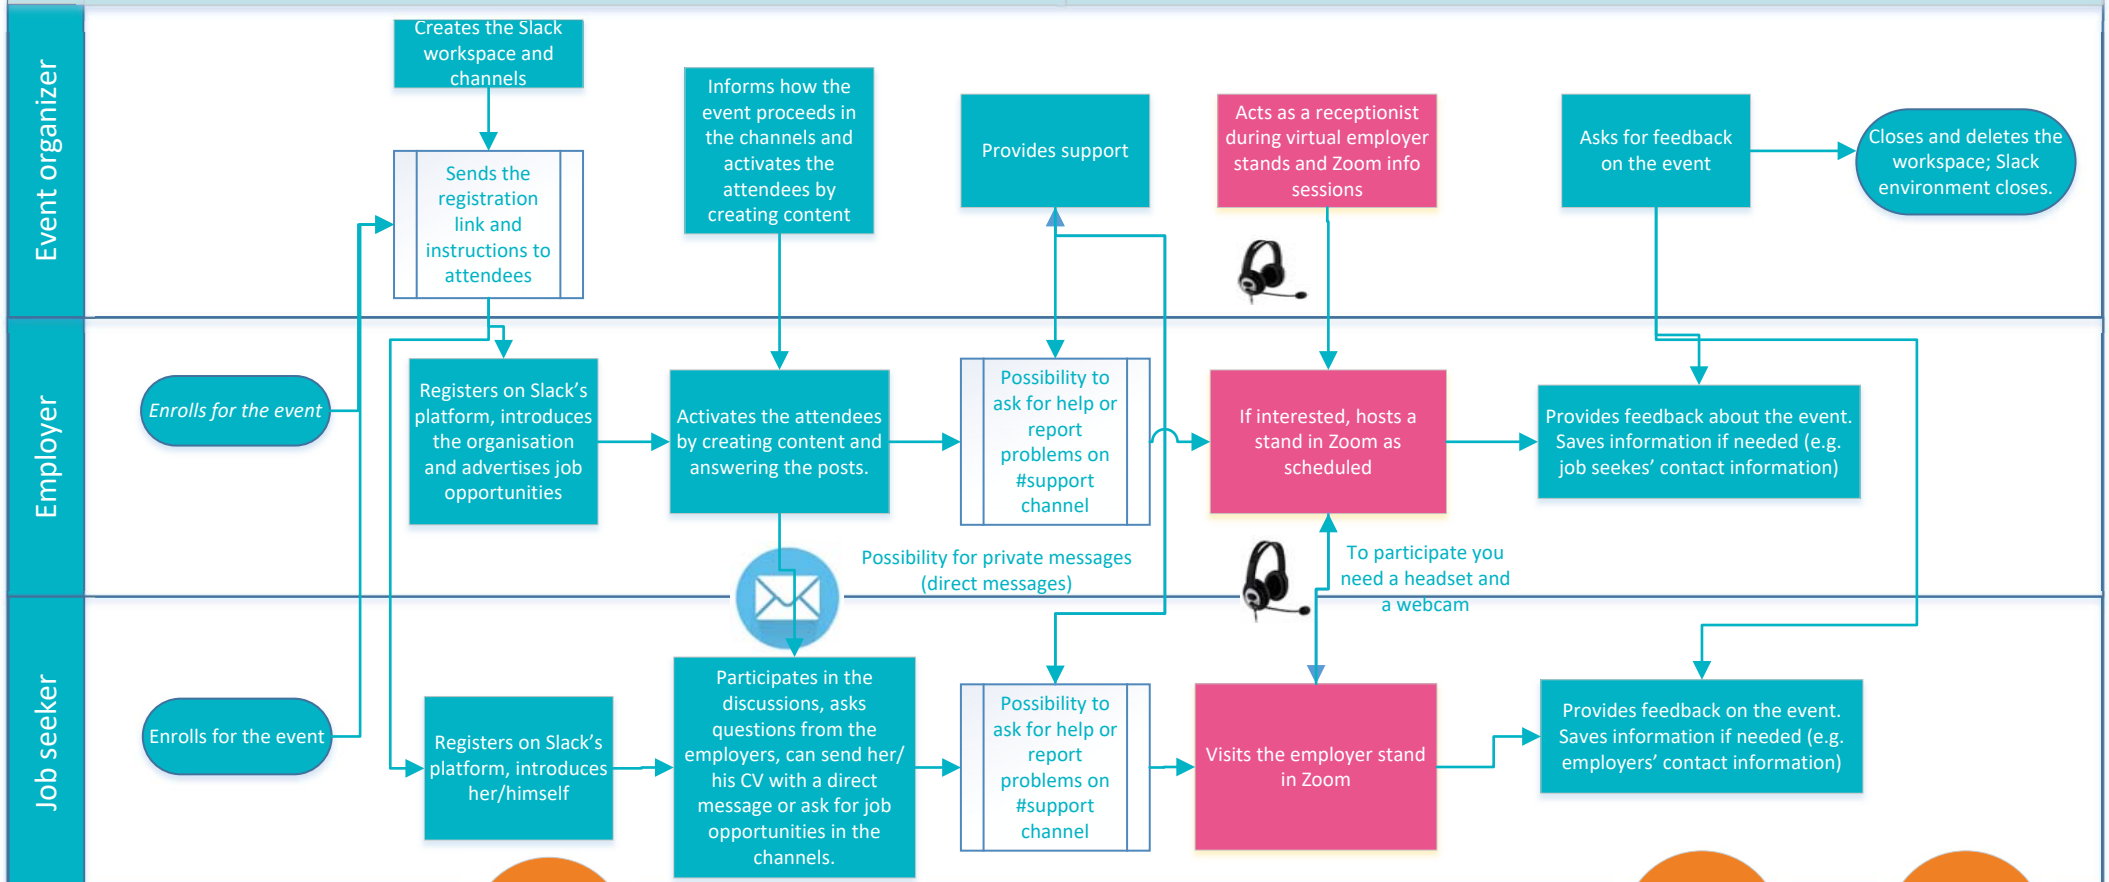 Event organizer
Creates the Slack
workspace and
channels
Sends the
registration
link and
instructions to
attendees
Informs how the
event proceeds in
the channels and
activates the
attendees by
creating content
Provides support
Acts as a receptionist
during virtual employer
stands and Zoom info
sessions
Asks for feedback
on the event
Closes and deletes the
workspace; Slack
environment closes.
Employer
Enrolls for the event
Registers on Slack's
platform, introduces
the organisation
and advertises job
opportunities
Activates the attendees
by creating content and
answering the posts.
Possibility to
ask for help or
report
problems on
#support
channel
If interested, hosts a
stand in Zoom as
scheduled
Provides feedback about the event.
Saves information if needed (e.g.
job seekes' contact information)
Possibility for private messages
(direct messages)
To participate you
need a headset and
a webcam
Job seeker
Enrolls for the event
Registers on Slack's
platform, introduces
her/himself
Participates in the
discussions, asks
questions from the
employers, can send her/
his CV with a direct
message or ask for job
opportunities in the
channels.
Possibility to
ask for help or
report
problems on
#support
channel
Visits the employer stand
in Zoom
Provides feedback on the event.
Saves information if needed (e.g.
employers' contact information)